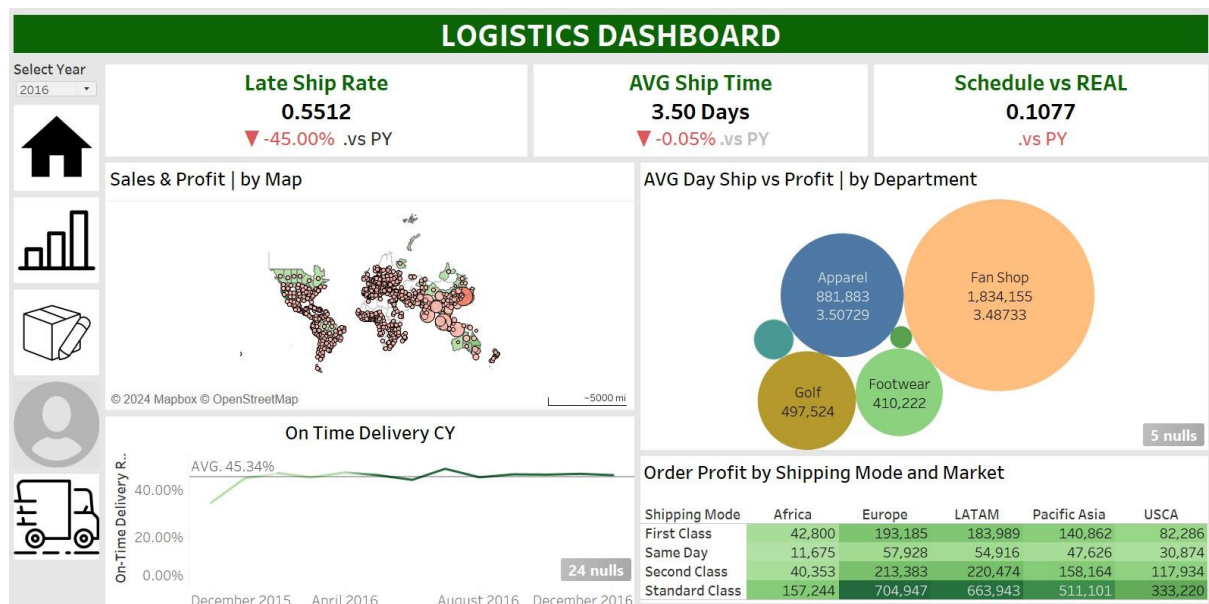 LOGISTICS DASHBOARD
Select Year
2016
Late Ship Rate
0.5512
▼ -45.00% .vs PY
AVG Ship Time
3.50 Days
▼ -0.05% .vs PY
Schedule vs REAL
0.1077
.vs PY
Sales & Profit | by Map
© 2024 Mapbox © OpenStreetMap
~5000 mi
AVG Day Ship vs Profit | by Department
Apparel
881,883
3.50729
Fan Shop
1,834,155
3.48733
Golf
497,524
Footwear
410,222
5 nulls
On Time Delivery CY
On-Time Delivery R..
AVG. 45.34%
40.00%
20.00%
0.00%
24 nulls
December 2015 April 2016 August 2016 December 2016
Order Profit by Shipping Mode and Market
Shipping Mode Africa Europe LATAM Pacific Asia USCA
First Class 42,800 193,185 183,989 140,862 82,286
Same Day 11,675 57,928 54,916 47,626 30,874
Second Class 40,353 213,383 220,474 158,164 117,934
Standard Class 157,244 704,947 663,943 511,101 333,220